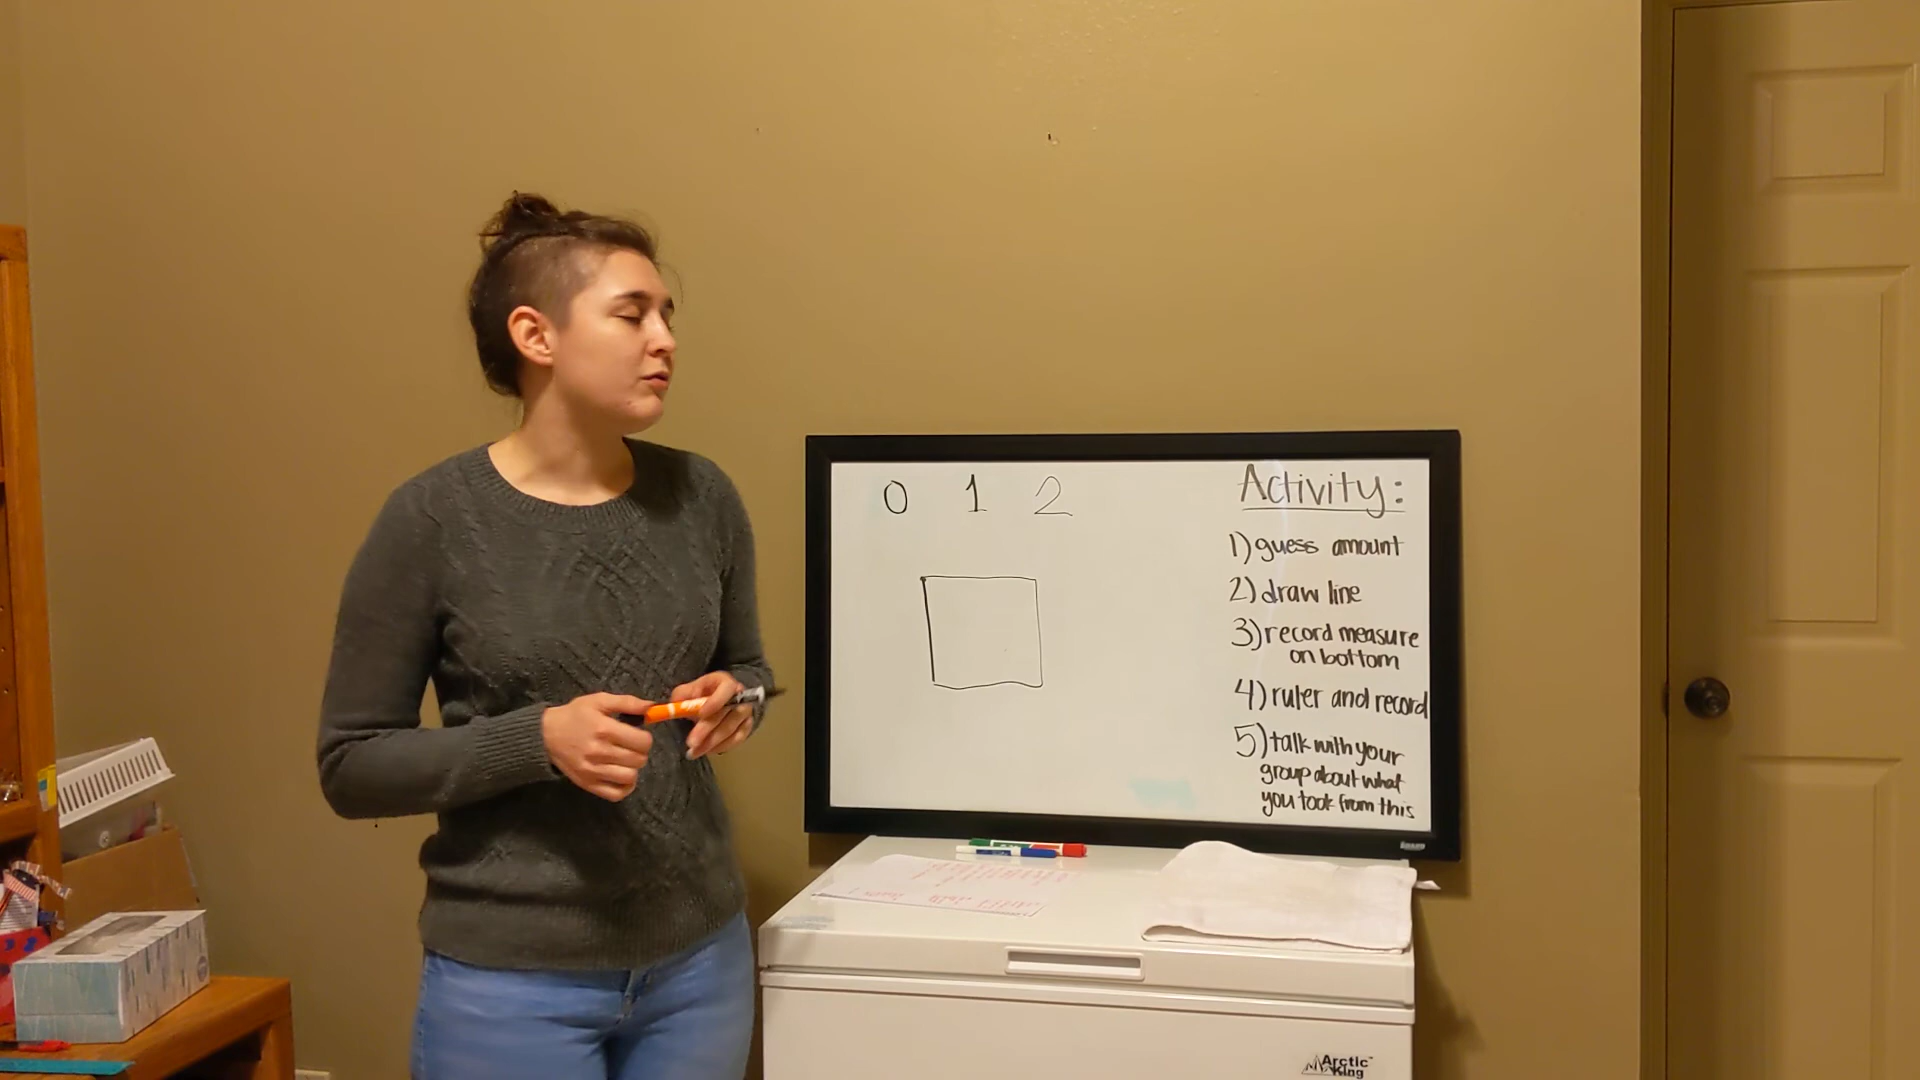 0 1 2
Activity:
1) guess amount
2) draw line
3) record measure
on bottom
4) ruler and record
5) talk with your
group about what
you took from this
Arctic
King